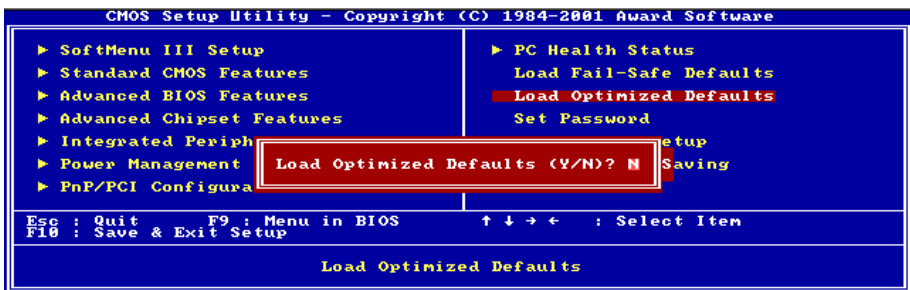 CMOS Setup Utility - Copyright (C) 1984-2001 Award Software
► SoftMenu III Setup
► Standard CMOS Features
► Advanced BIOS Features
► Advanced Chipset Features
► Integrated Periph
► Power Management
► PnP/PCI Configura
► PC Health Status
Load Fail-Safe Defaults
Load Optimized Defaults
Set Password
etup
Saving
Load Optimized Defaults (Y/N)? N
Esc : Quit F9 : Menu in BIOS ↑ ↓ → ← : Select Item
F10 : Save & Exit Setup
Load Optimized Defaults